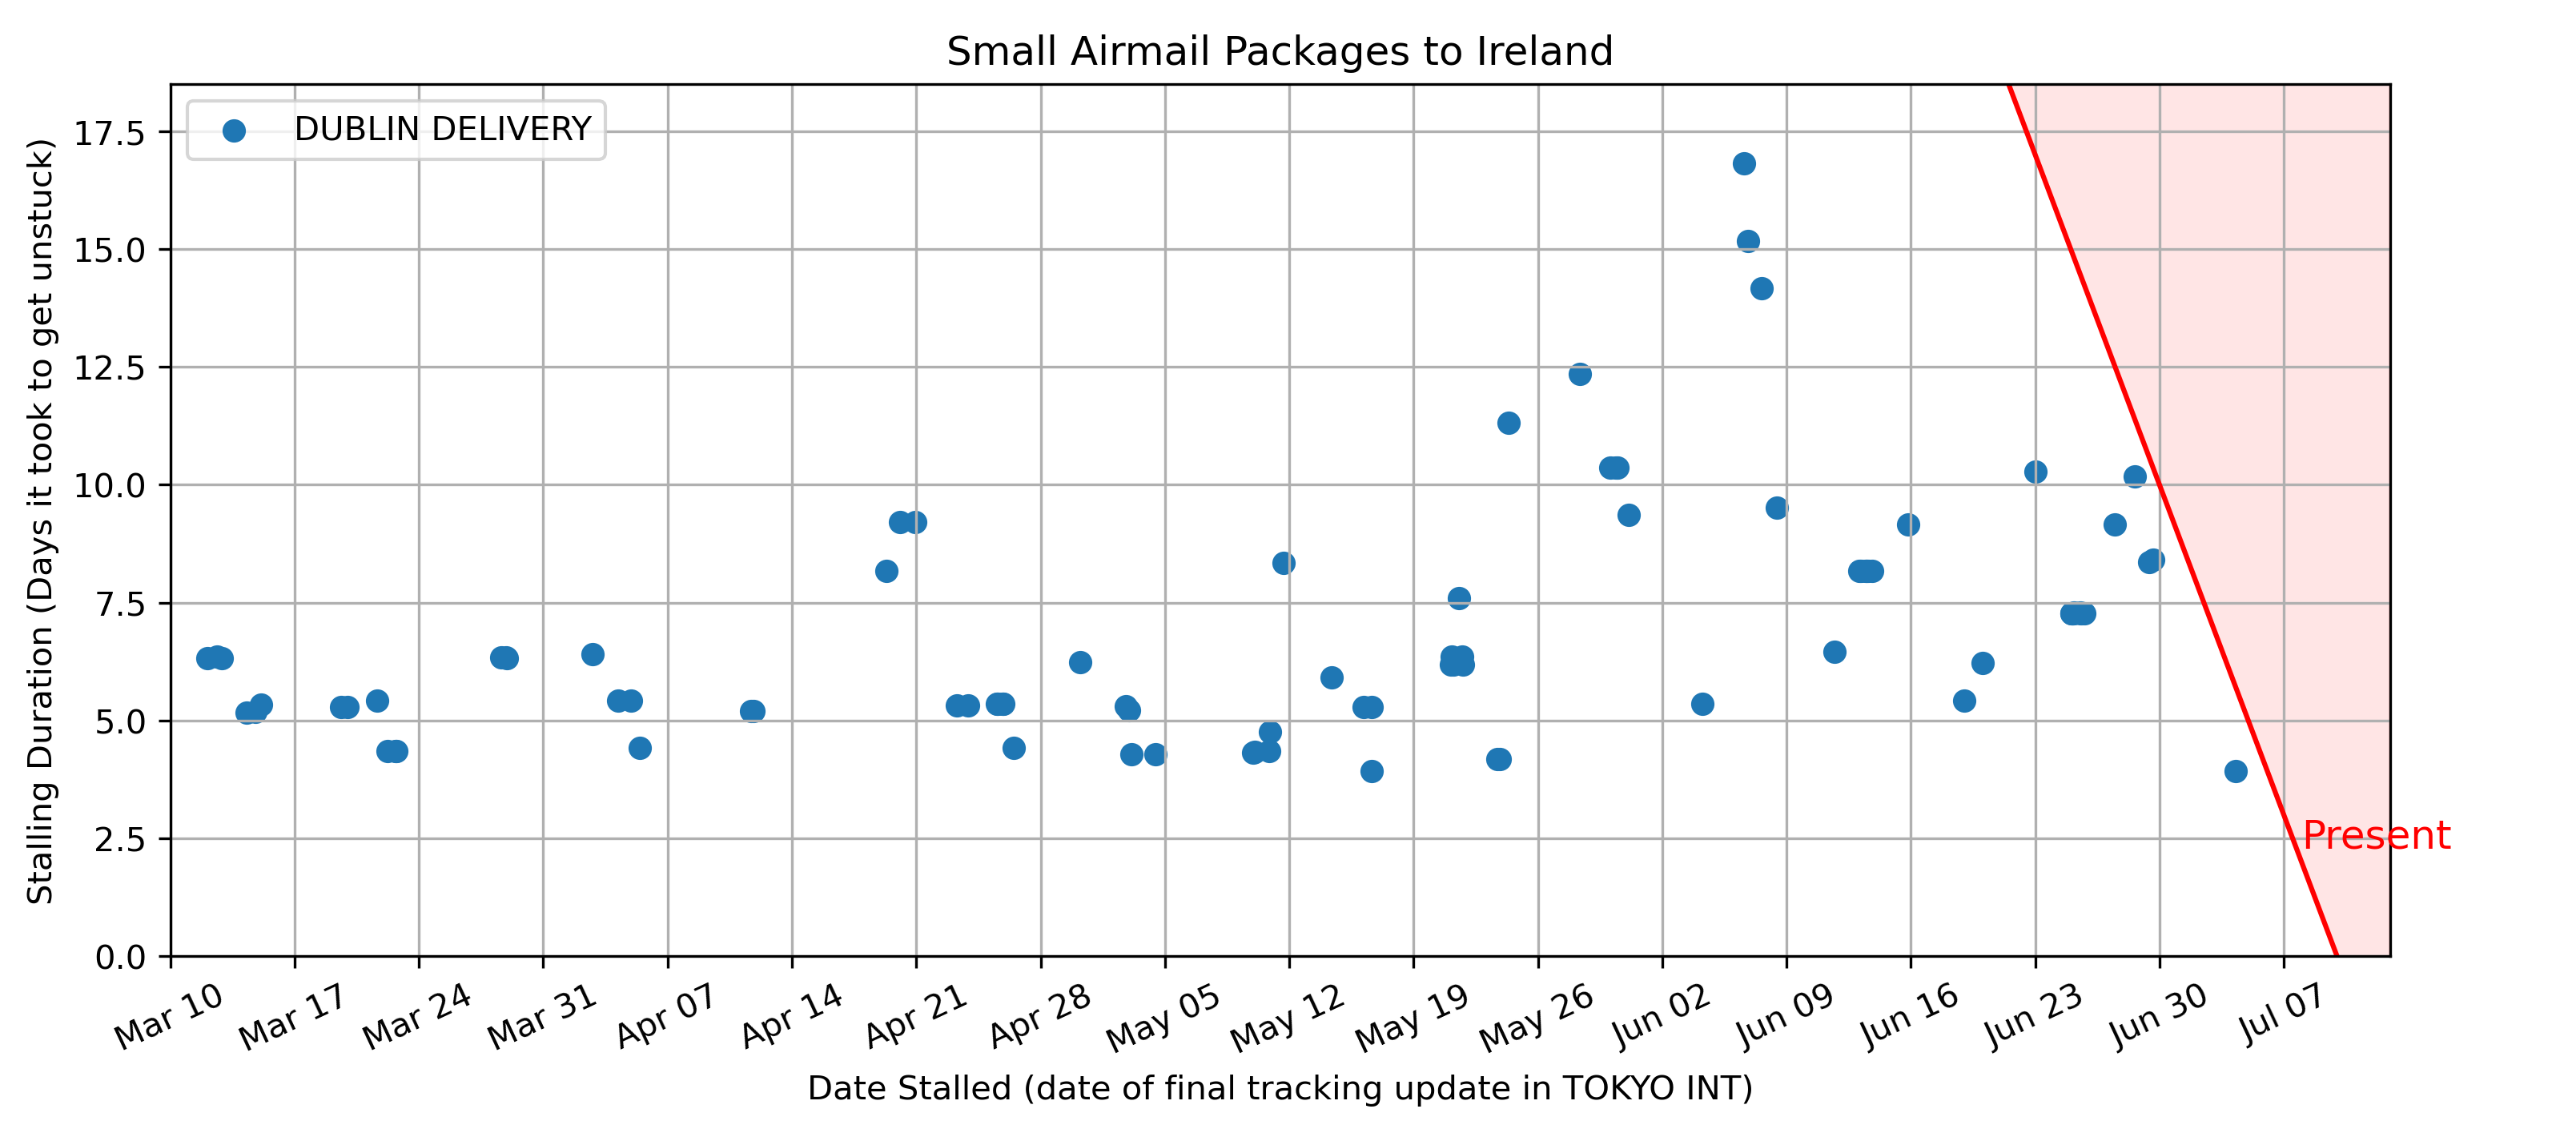 Small Airmail Packages to Ireland
DUBLIN DELIVERY
Stalling Duration (Days it took to get unstuck)
17.5
15.0
12.5
10.0
7.5
5.0
2.5
0.0
Present
Mar 10 Mar 17 Mar 24 Mar 31 Apr 07 Apr 14 Apr 21 Apr 28 May 05 May 12 May 19 May 26 Jun 02 Jun 09 Jun 16 Jun 23 Jun 30 Jul 07
Date Stalled (date of final tracking update in TOKYO INT)